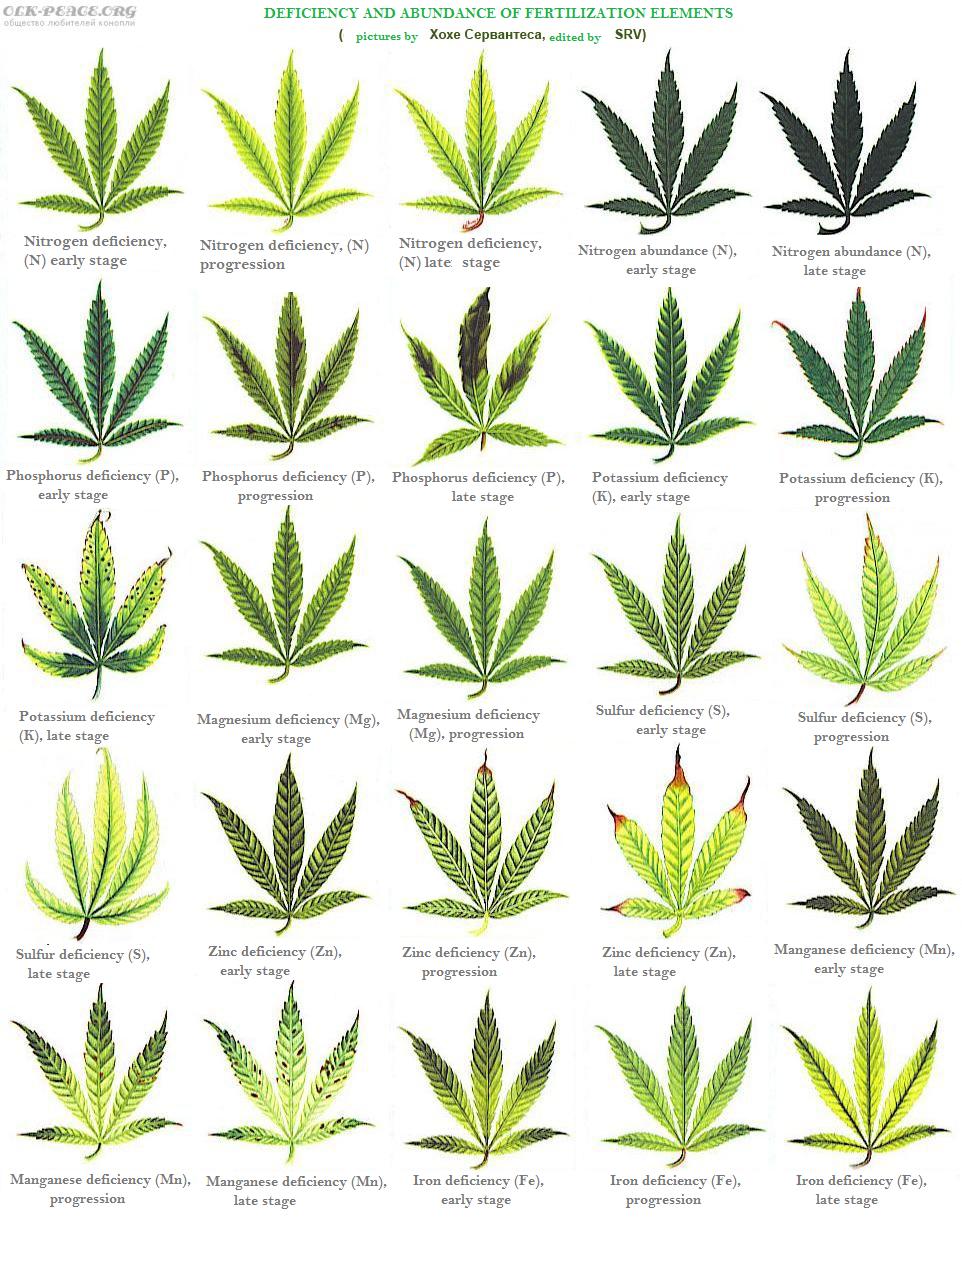 OLK-PEACE.ORG
общество любителей конопли
DEFICIENCY AND ABUNDANCE OF FERTILIZATION ELEMENTS
( pictures by Хохе Сервантеса, edited by SRV)
Nitrogen deficiency,
(N) early stage
Nitrogen deficiency, (N)
progression
Nitrogen deficiency,
(N) late stage
Nitrogen abundance (N),
early stage
Nitrogen abundance (N),
late stage
Phosphorus deficiency (P),
early stage
Phosphorus deficiency (P),
progression
Phosphorus deficiency (P),
late stage
Potassium deficiency
(K), early stage
Potassium deficiency (K),
progression
Potassium deficiency
(K), late stage
Magnesium deficiency (Mg),
early stage
Magnesium deficiency
(Mg), progression
Sulfur deficiency (S),
early stage
Sulfur deficiency (S),
progression
Sulfur deficiency (S),
late stage
Zinc deficiency (Zn),
early stage
Zinc deficiency (Zn),
progression
Zinc deficiency (Zn),
late stage
Manganese deficiency (Mn),
early stage
Manganese deficiency (Mn),
progression
Manganese deficiency (Mn),
late stage
Iron deficiency (Fe),
early stage
Iron deficiency (Fe),
progression
Iron deficiency (Fe),
late stage